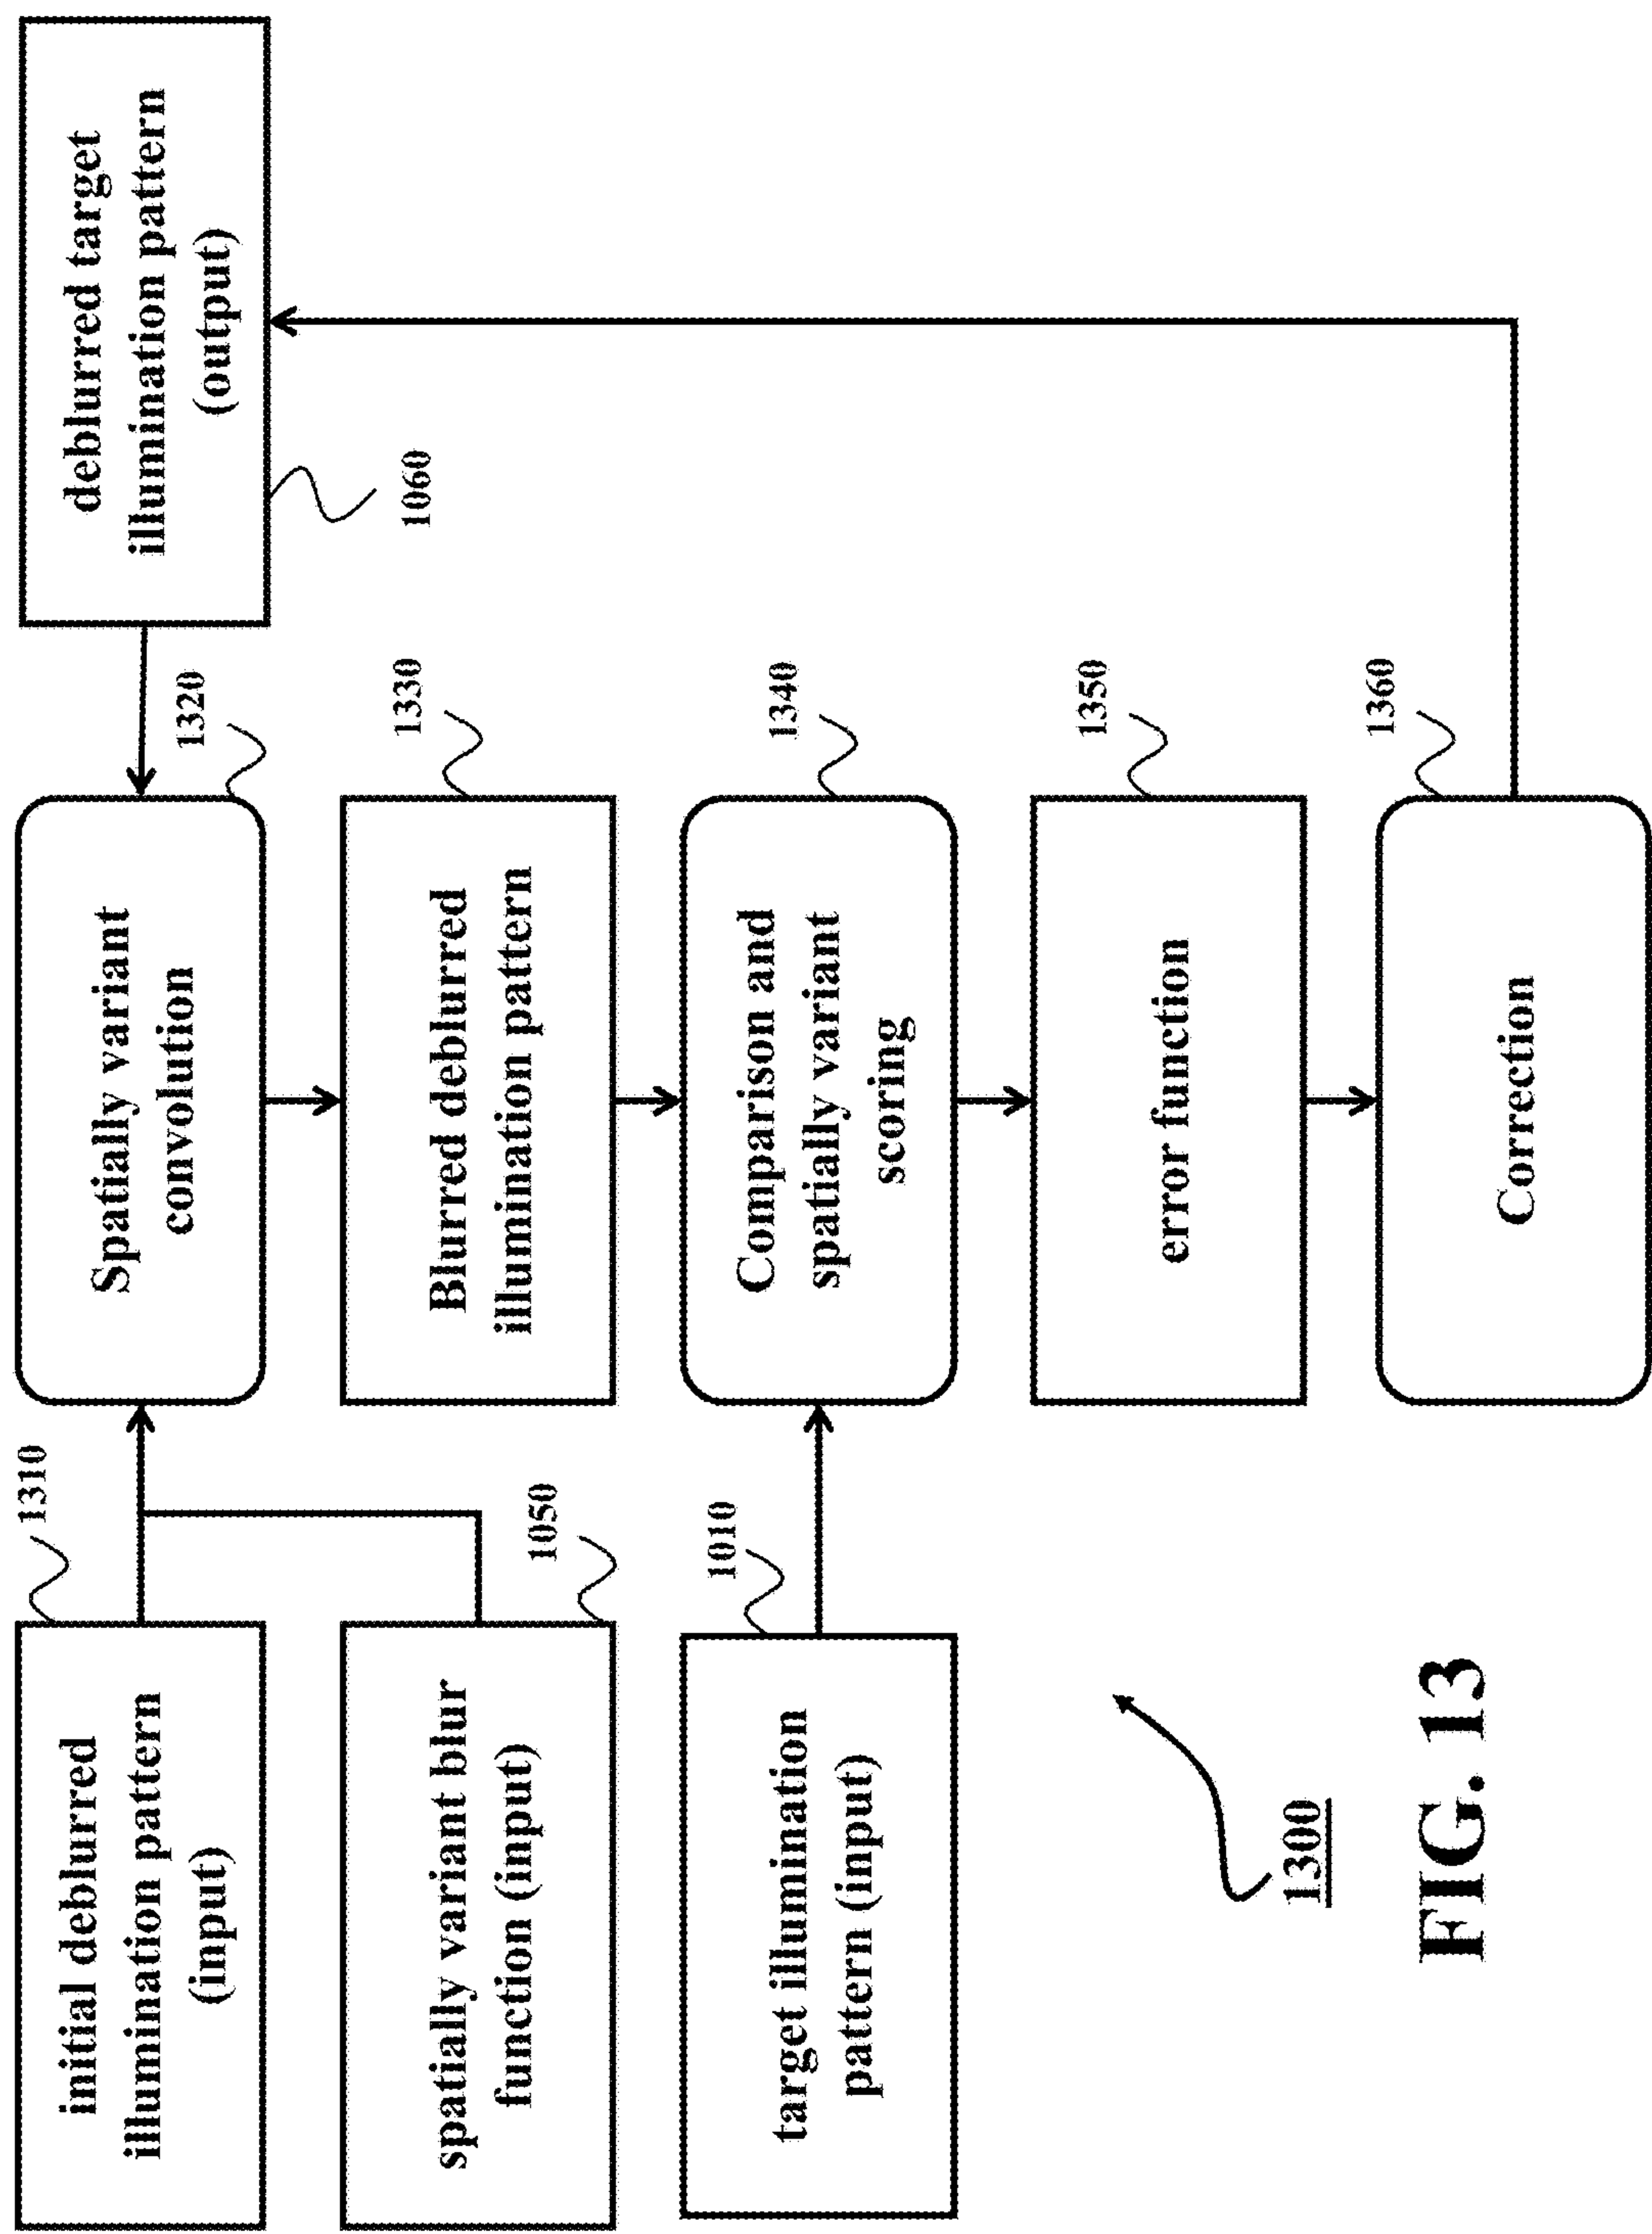 1310
initial deblurred
illumination pattern
(input)
1320
Spatially variant
convolution
deblurred target
illumination pattern
(output)
1060
spatially variant blur
function (input)
1050
Blurred deblurred
illumination pattern
1330
target illumination
pattern (input)
1010
Comparison and
spatially variant
scoring
1340
error function
1350
Correction
1360
1300
FIG. 13